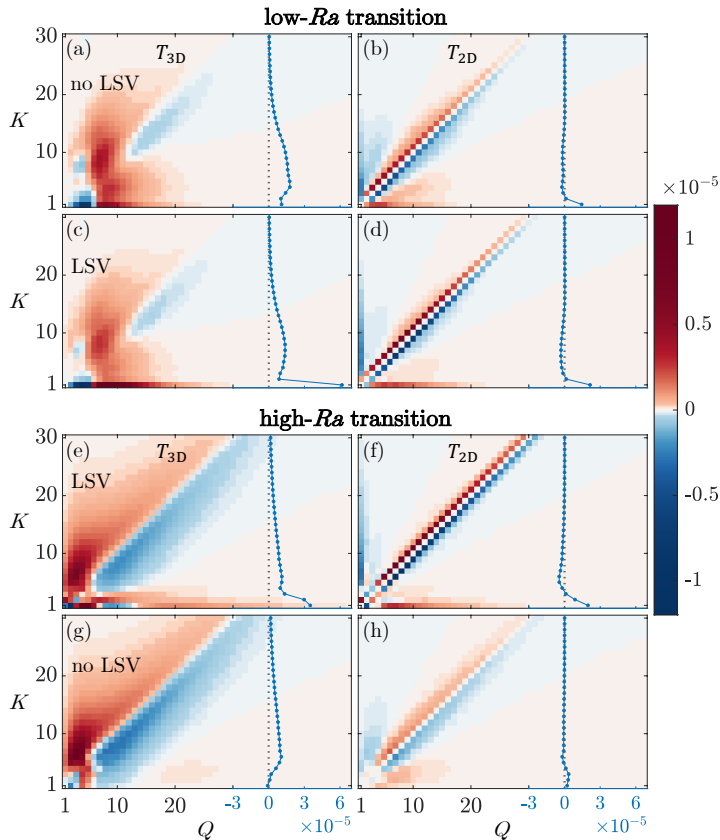 low-Ra transition
(a) T3D
no LSV
(b) T2D
K
30
20
10
1
(c)
LSV
(d)
K
20
10
1
×10⁻⁵
1
0.5
0
-0.5
-1
high-Ra transition
(e) T3D
LSV
(f) T2D
K
30
20
10
1
(g)
no LSV
(h)
K
20
10
1
1 10 20 -3 0 3 6
×10⁻⁵
Q
1 10 20 -3 0 3 6
×10⁻⁵
Q